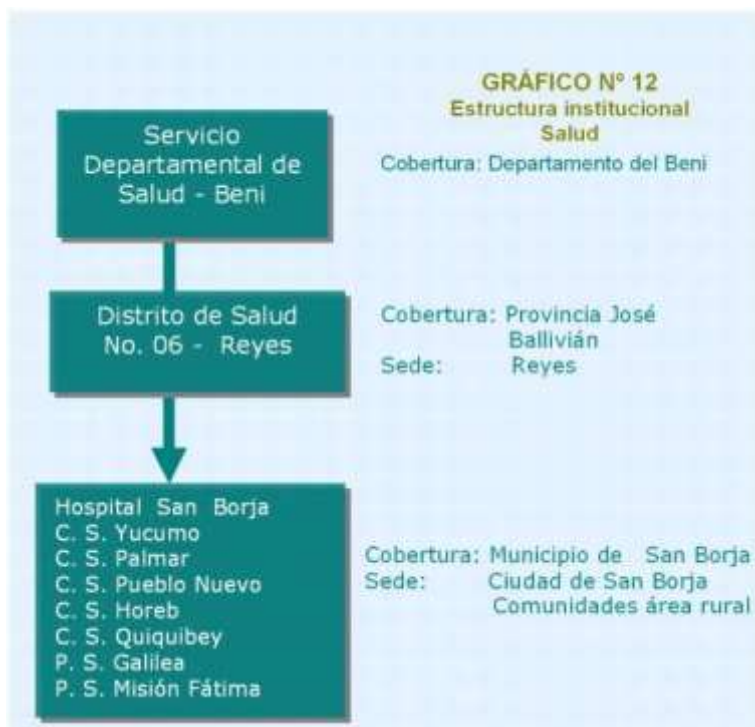 GRÁFICO Nº 12
Estructura institucional
Salud
Servicio
Departamental de
Salud - Beni
Cobertura: Departamento del Beni
Distrito de Salud
No. 06 - Reyes
Cobertura: Provincia José
Ballivián
Sede: Reyes
Hospital San Borja
C. S. Yucumo
C. S. Palmar
C. S. Pueblo Nuevo
C. S. Horeb
C. S. Quiquibey
P. S. Galilea
P. S. Misión Fátima
Cobertura: Municipio de San Borja
Sede: Ciudad de San Borja
Comunidades área rural